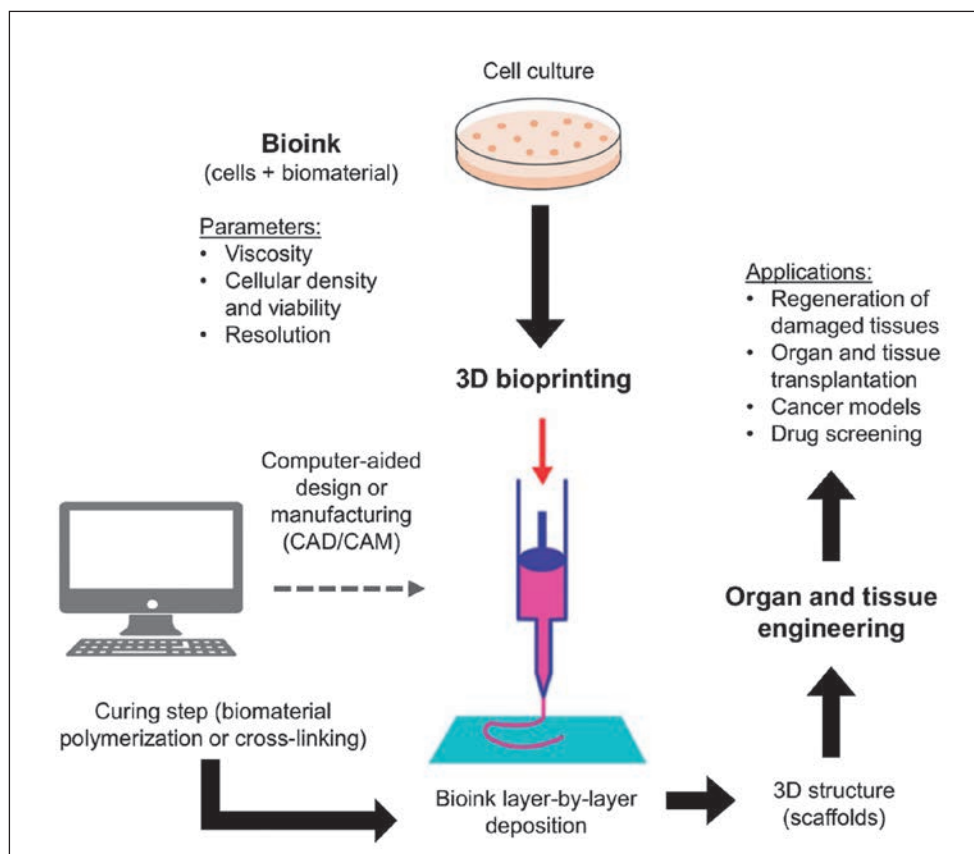 Cell culture
Bioink
(cells + biomaterial)
Parameters:
• Viscosity
• Cellular density
and viability
• Resolution
3D bioprinting
Computer-aided
design or
manufacturing
(CAD/CAM)
Curing step (biomaterial
polymerization or cross-linking)
Bioink layer-by-layer
deposition
3D structure
(scaffolds)
Organ and tissue
engineering
Applications:
• Regeneration of
damaged tissues
• Organ and tissue
transplantation
• Cancer models
• Drug screening